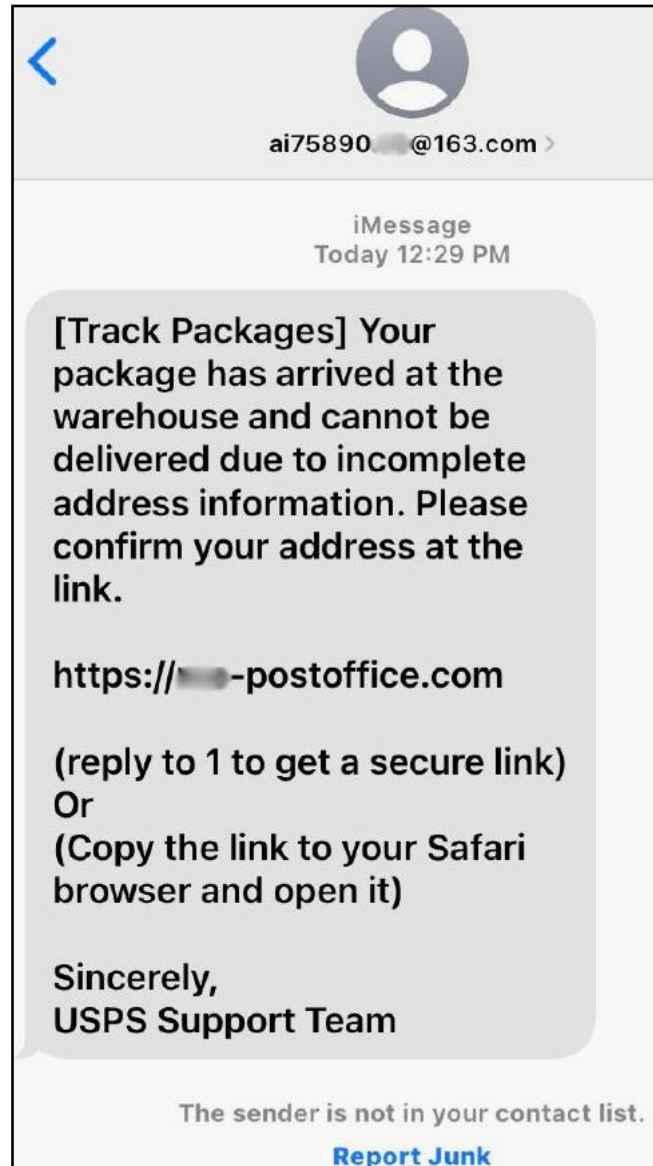 ai75890 @163.com
iMessage
Today 12:29 PM
[Track Packages] Your
package has arrived at the
warehouse and cannot be
delivered due to incomplete
address information. Please
confirm your address at the
link.
https:// -postoffice.com
(reply to 1 to get a secure link)
Or
(Copy the link to your Safari
browser and open it)
Sincerely,
USPS Support Team
The sender is not in your contact list.
Report Junk